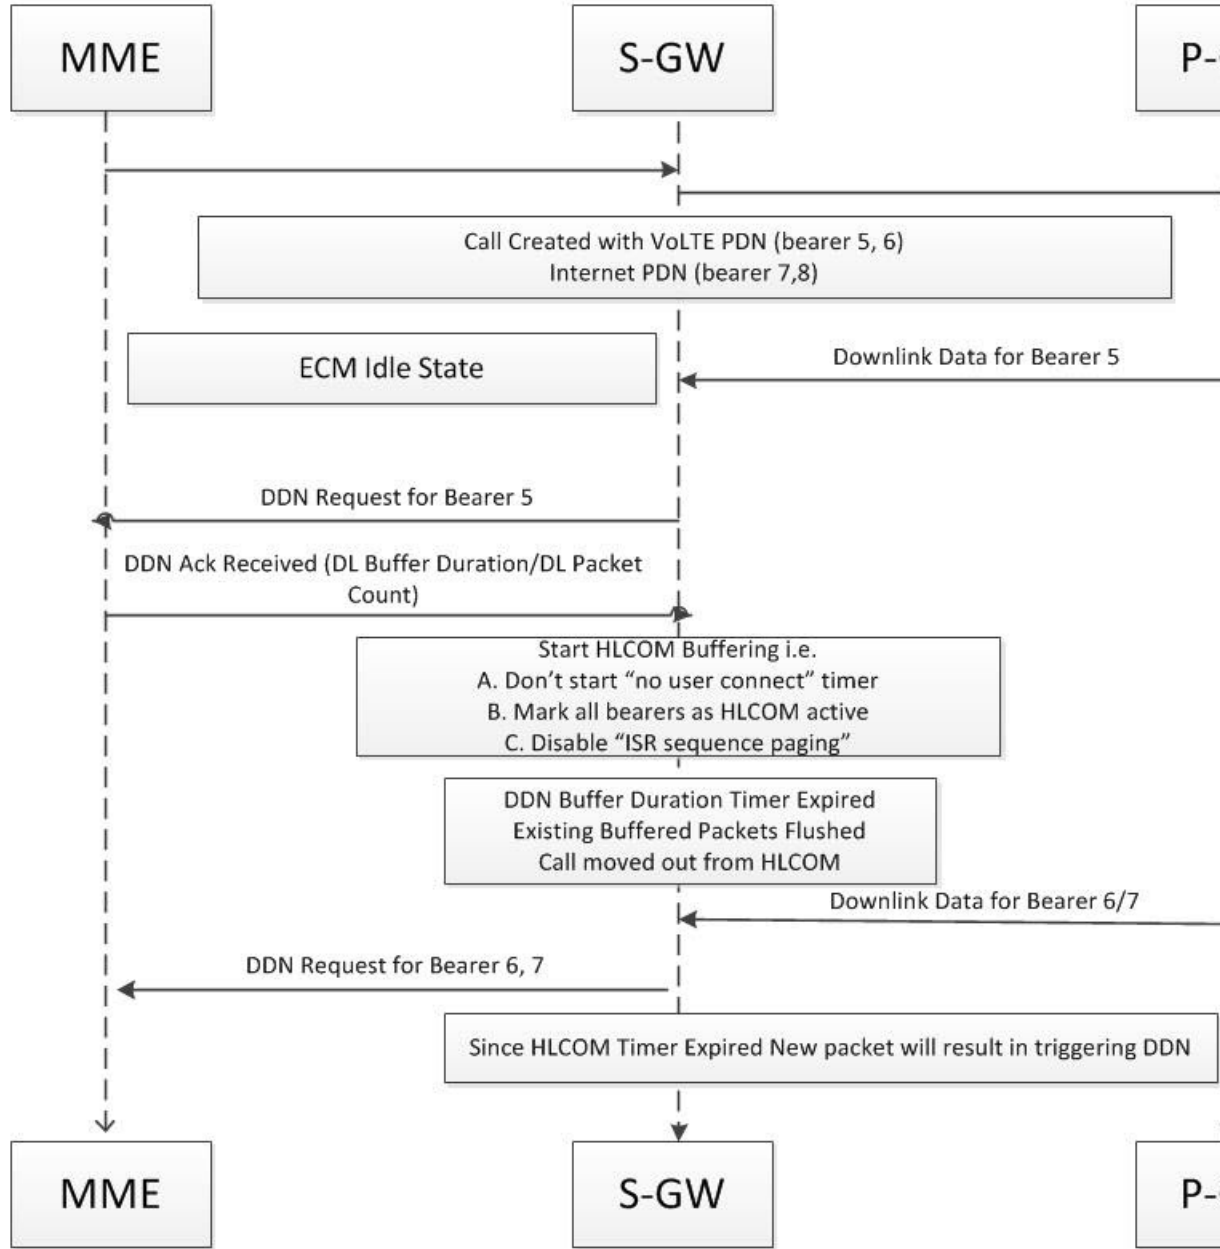 MME
S-GW
P-
Call Created with VoLTE PDN (bearer 5, 6)
Internet PDN (bearer 7,8)
ECM Idle State
Downlink Data for Bearer 5
DDN Request for Bearer 5
DDN Ack Received (DL Buffer Duration/DL Packet
Count)
Start HLCOM Buffering i.e.
A. Don’t start “no user connect” timer
B. Mark all bearers as HLCOM active
C. Disable “ISR sequence paging”
DDN Buffer Duration Timer Expired
Existing Buffered Packets Flushed
Call moved out from HLCOM
Downlink Data for Bearer 6/7
DDN Request for Bearer 6, 7
Since HLCOM Timer Expired New packet will result in triggering DDN
MME
S-GW
P-